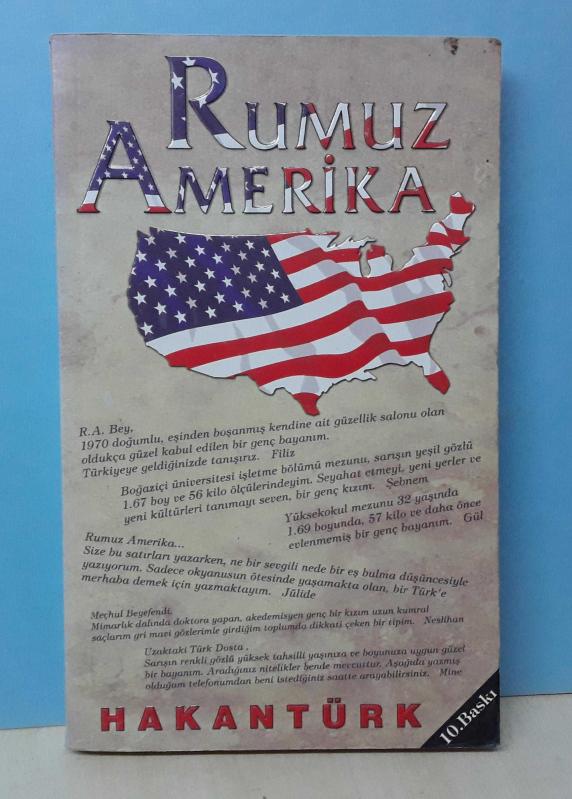 RUMUZ
AMERİKA
R.A. Bey,
1970 doğumlu, eşinden boşanmış kendine ait güzellik salonu olan
oldukça güzel kabul edilen bir genç bayanım.
Türkiyeye geldiğinizde tanışırız. Filiz
Boğaziçi üniversitesi işletme bölümü mezunu, sarışın yeşil gözlü
1.67 boy ve 56 kilo ölçülerindeyim. Seyahat etmeyi, yeni yerler ve
yeni kültürleri tanımayı seven, bir genç kızım. Şebnem
Yüksekokul mezunu 32 yaşında
1.69 boyunda, 57 kilo ve daha önce
evlenmemiş bir genç bayanım. Gül
Rumuz Amerika...
Size bu satırları yazarken, ne bir sevgili nede bir eş bulma düşüncesiyle
yazıyorum. Sadece okyanusun ötesinde yaşamakta olan, bir Türk'e
merhaba demek için yazmaktayım. Jülide
Meçhul Beyefendi,
Mimarlık dalında doktora yapan, akedemisyen genç bir kızım uzun kumral
saçlarım gri mavi gözlerimle girdiğim toplumda dikkati çeken bir tipim. Neslihan
Uzaktaki Türk Dosta,
Sarışın renkli gözlü yüksek tahsilli yaşınıza ve boyunuza uygun güzel
bir bayanım. Aradığınız nitelikler bende mevcuttur. Aşağıda yazmış
olduğum telefonumdan beni istediğiniz saatte arayabilirsiniz. Mine
HAKANTÜRK
10.Baskı